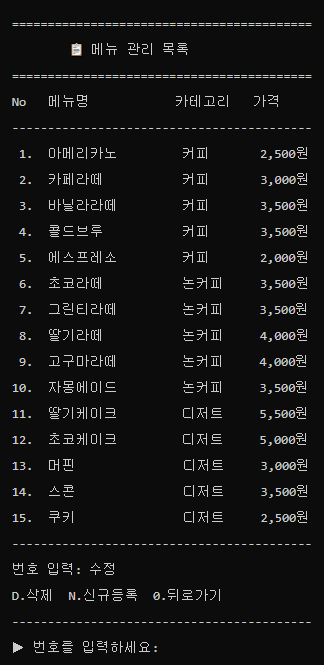 ==========================================
📋 메뉴 관리 목록
==========================================
No 메뉴명 카테고리 가격
------------------------------------------
1. 아메리카노 커피 2,500원
2. 카페라떼 커피 3,000원
3. 바닐라라떼 커피 3,500원
4. 콜드브루 커피 3,500원
5. 에스프레소 커피 2,000원
6. 초코라떼 논커피 3,500원
7. 그린티라떼 논커피 3,500원
8. 딸기라떼 논커피 4,000원
9. 고구마라떼 논커피 4,000원
10. 자몽에이드 논커피 3,500원
11. 딸기케이크 디저트 5,500원
12. 초코케이크 디저트 5,000원
13. 머핀 디저트 3,000원
14. 스콘 디저트 3,500원
15. 쿠키 디저트 2,500원
------------------------------------------
번호 입력: 수정
D.삭제 N.신규등록 0.뒤로가기
------------------------------------------
▶ 번호를 입력하세요: